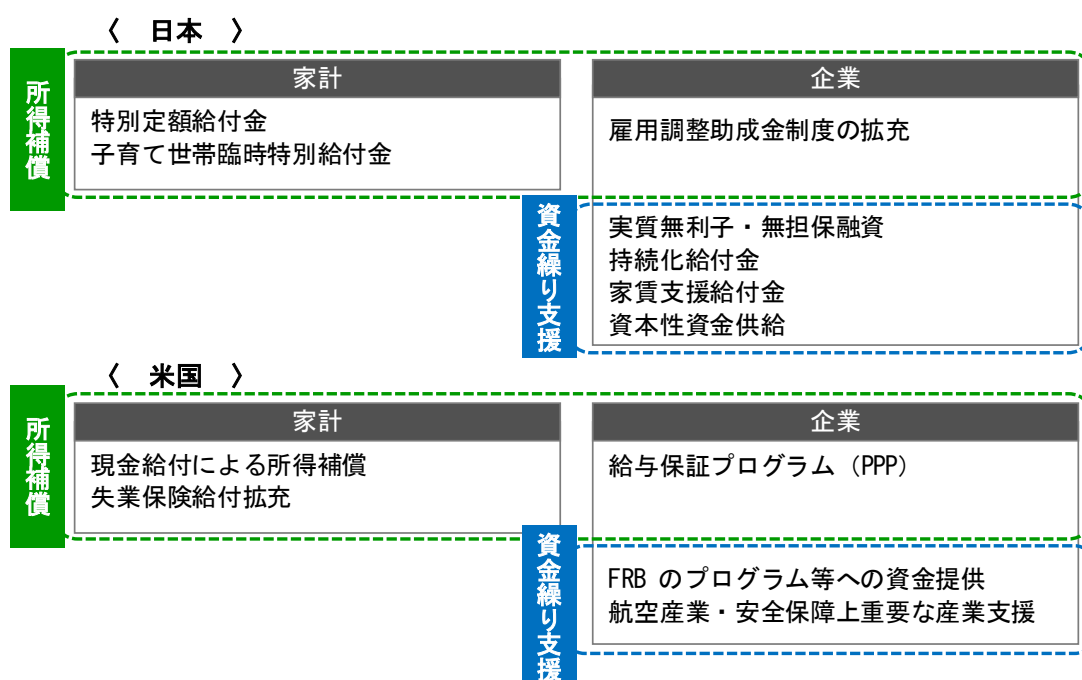 〈 日本 〉
所得補償
家計
特別定額給付金
子育て世帯臨時特別給付金
企業
雇用調整助成金制度の拡充
資金繰り支援
実質無利子・無担保融資
持続化給付金
家賃支援給付金
資本性資金供給
〈 米国 〉
所得補償
家計
現金給付による所得補償
失業保険給付拡充
企業
給与保証プログラム（PPP）
資金繰り支援
FRB のプログラム等への資金提供
航空産業・安全保障上重要な産業支援